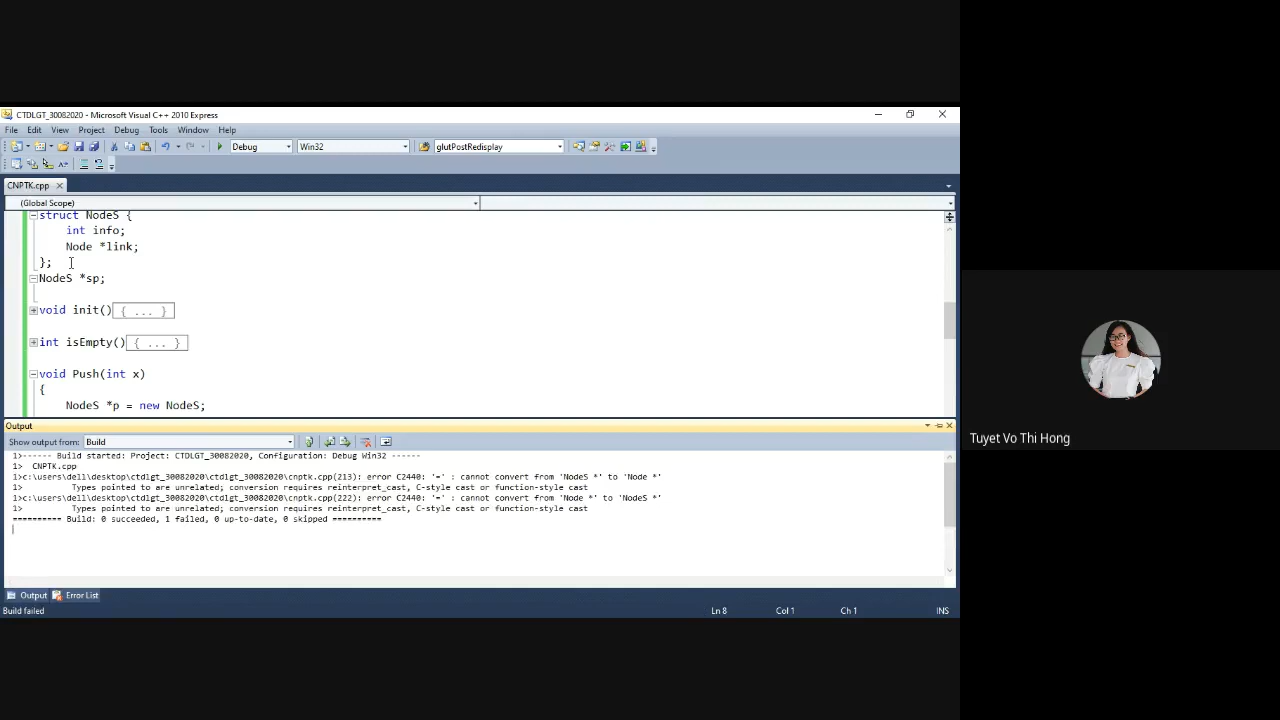 CTDLGT_30082020 - Microsoft Visual C++ 2010 Express
File Edit View Project Debug Tools Window Help
Debug Win32 glutPostRedisplay
CNPTK.cpp
(Global Scope)
struct NodeS {
int info;
Node *link;
};
NodeS *sp;
void init(){ ... }
int isEmpty(){ ... }
void Push(int x)
{
NodeS *p = new NodeS;
Output
Show output from: Build
1>------ Build started: Project: CTDLGT_30082020, Configuration: Debug Win32 ------
1> CNPTK.cpp
1>c:\users\dell\desktop\ctdlgt_30082020\ctdlgt_30082020\cnptk.cpp(213): error C2440: '=' : cannot convert from 'NodeS *' to 'Node *'
1> Types pointed to are unrelated; conversion requires reinterpret_cast, C-style cast or function-style cast
1>c:\users\dell\desktop\ctdlgt_30082020\ctdlgt_30082020\cnptk.cpp(222): error C2440: '=' : cannot convert from 'Node *' to 'NodeS *'
1> Types pointed to are unrelated; conversion requires reinterpret_cast, C-style cast or function-style cast
========== Build: 0 succeeded, 1 failed, 0 up-to-date, 0 skipped ==========
Output Error List
Build failed Ln 8 Col 1 Ch 1 INS
Tuyet Vo Thi Hong